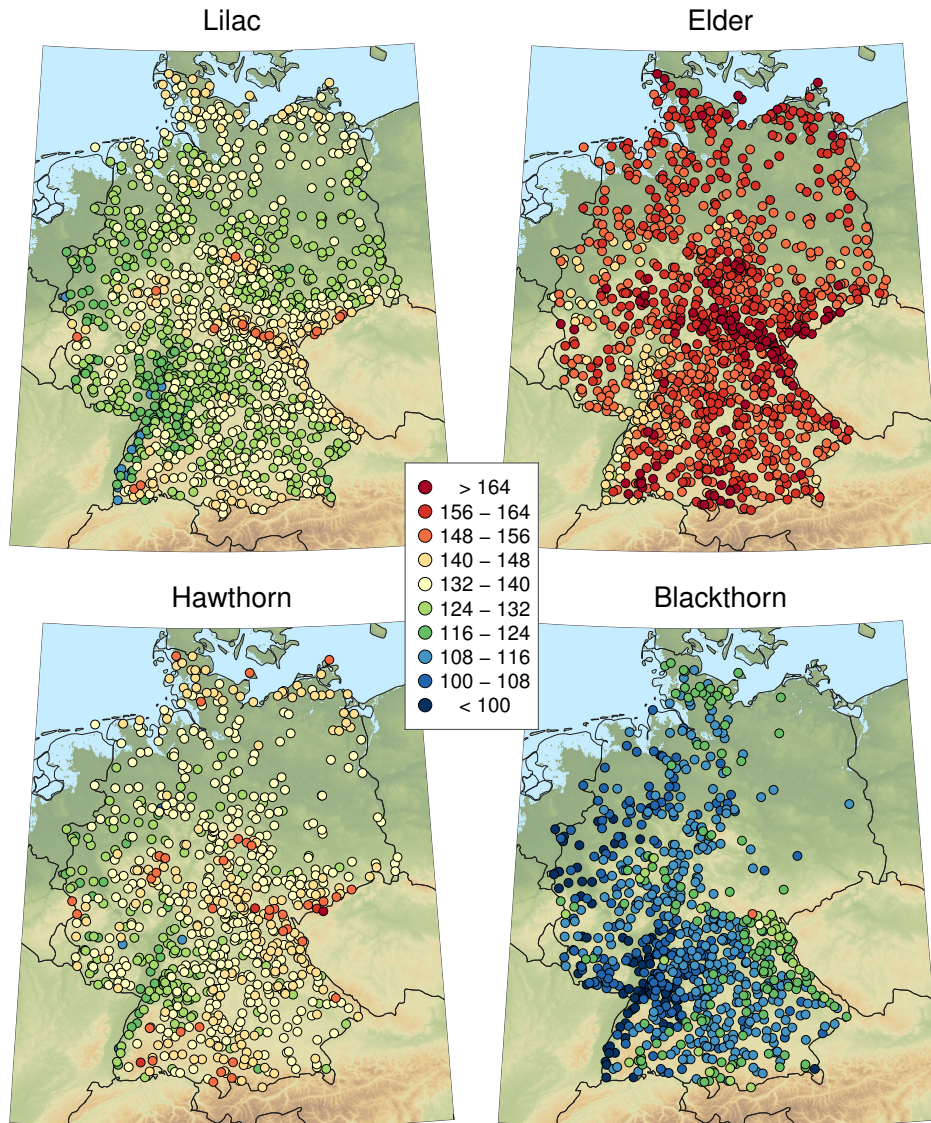 Lilac
Elder
> 164
156 – 164
148 – 156
140 – 148
132 – 140
124 – 132
116 – 124
108 – 116
100 – 108
< 100
Hawthorn
Blackthorn